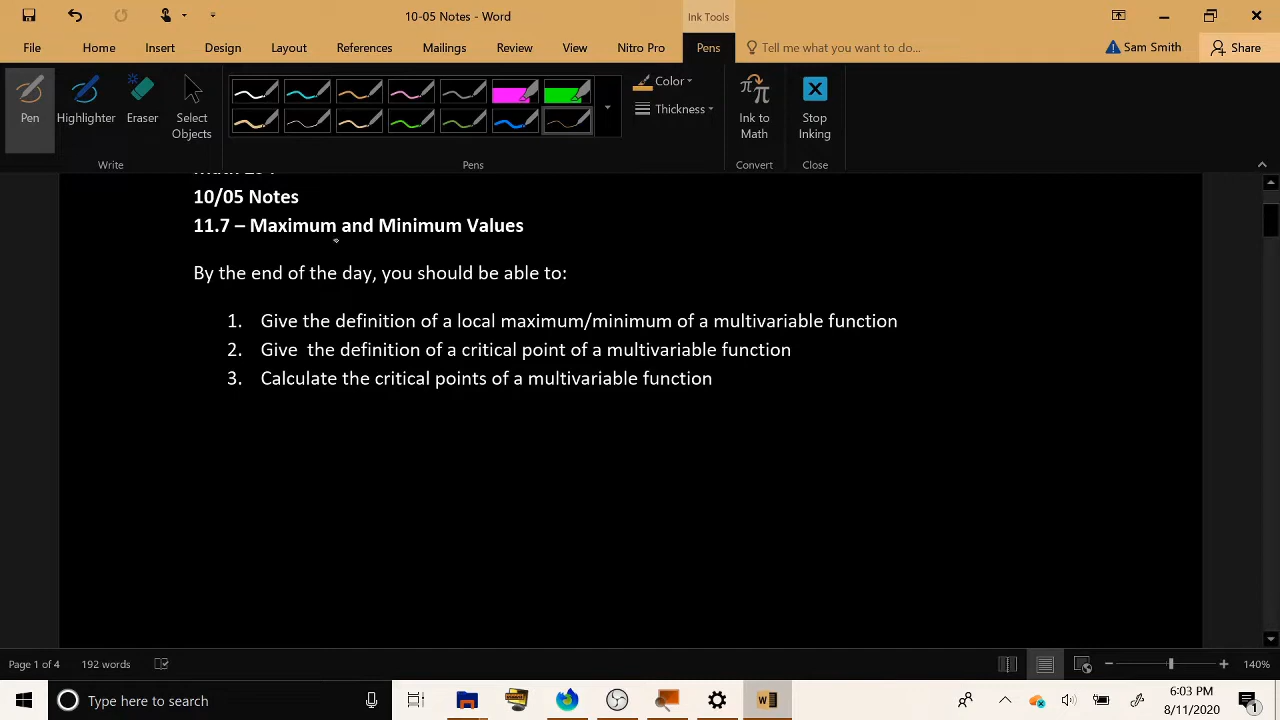 10-05 Notes - Word
Ink Tools
File Home Insert Design Layout References Mailings Review View Nitro Pro Pens Tell me what you want to do... Sam Smith Share
Pen Highlighter Eraser Select Objects
Color
Thickness
Ink to Math
Stop Inking
Write Pens Convert Close
10/05 Notes
11.7 – Maximum and Minimum Values
By the end of the day, you should be able to:
1. Give the definition of a local maximum/minimum of a multivariable function
2. Give the definition of a critical point of a multivariable function
3. Calculate the critical points of a multivariable function
Page 1 of 4 192 words 140%
Type here to search
6:03 PM
8/11/2020